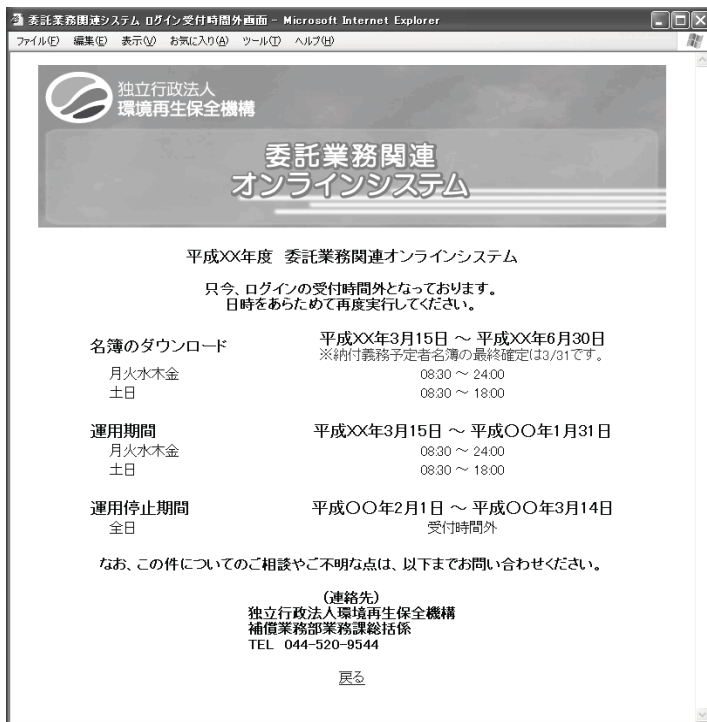 委託業務関連システム ログイン受付時間外画面 - Microsoft Internet Explorer
ファイル(F) 編集(E) 表示(V) お気に入り(A) ツール(T) ヘルプ(H)
独立行政法人
環境再生保全機構
委託業務関連
オンラインシステム
平成XX年度 委託業務関連オンラインシステム
只今、ログインの受付時間外となっております。
日時をあらためて再度実行してください。
名簿のダウンロード 平成XX年3月15日 ～ 平成XX年6月30日
※納付義務予定者名簿の最終確定は3/31です。
月火水木金 08:30 ～ 24:00
土日 08:30 ～ 18:00
運用期間 平成XX年3月15日 ～ 平成〇〇年1月31日
月火水木金 08:30 ～ 24:00
土日 08:30 ～ 18:00
運用停止期間 平成〇〇年2月1日 ～ 平成〇〇年3月14日
全日 受付時間外
なお、この件についてのご相談やご不明な点は、以下までお問い合わせください。
(連絡先)
独立行政法人環境再生保全機構
補償業務部業務課総括係
TEL 044-520-9544
戻る